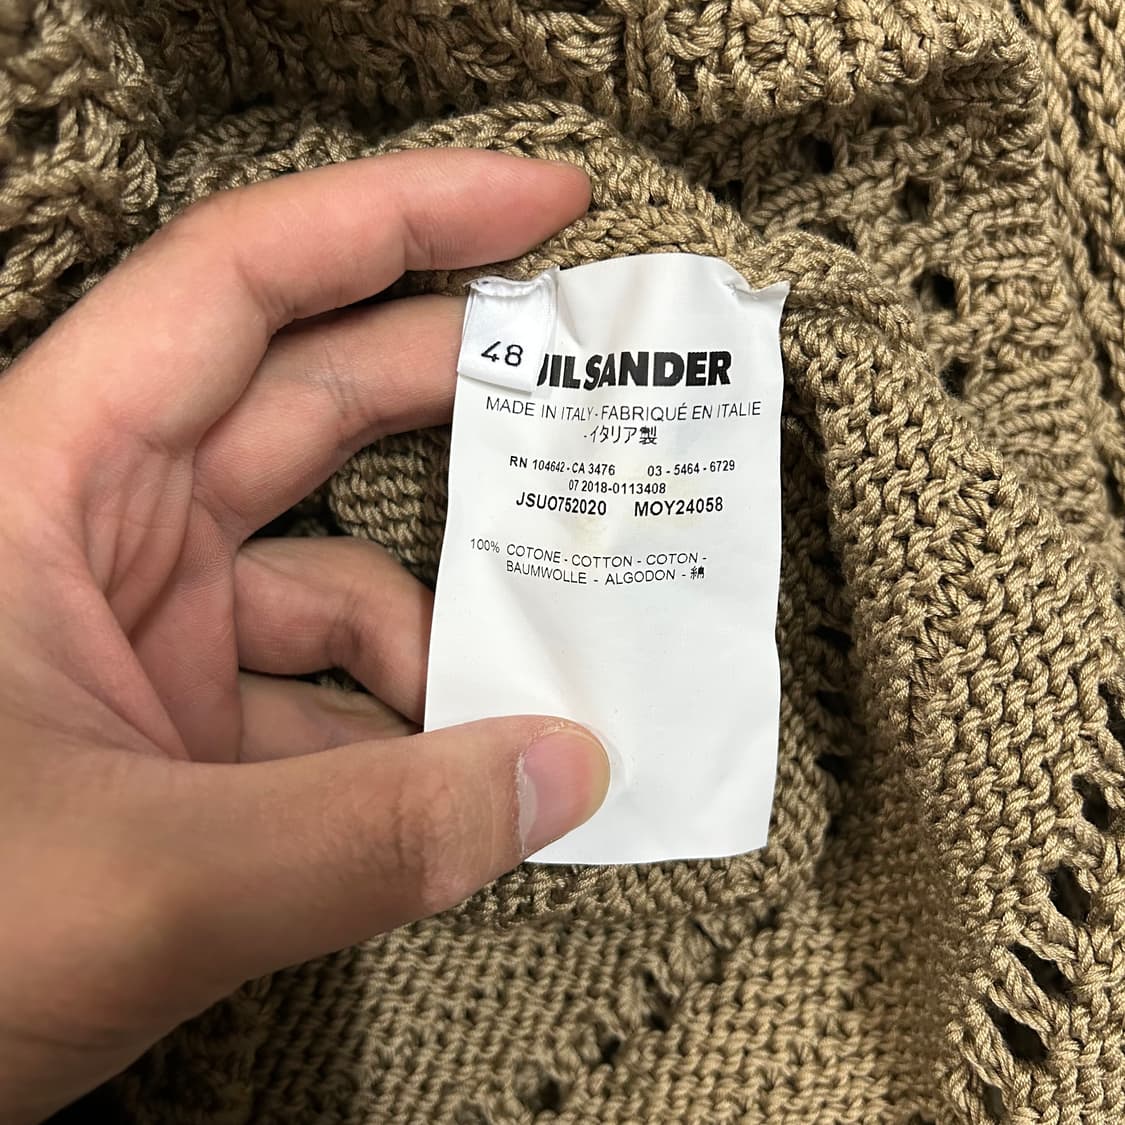 48
JIL SANDER
MADE IN ITALY - FABRIQUÉ EN ITALIE
- イタリア製
RN 104642 - CA 3476 03 - 5464 - 6729
07 2018-0113408
JSUO752020 MOY24058
100% COTONE - COTTON - COTON -
BAUMWOLLE - ALGODON - 綿